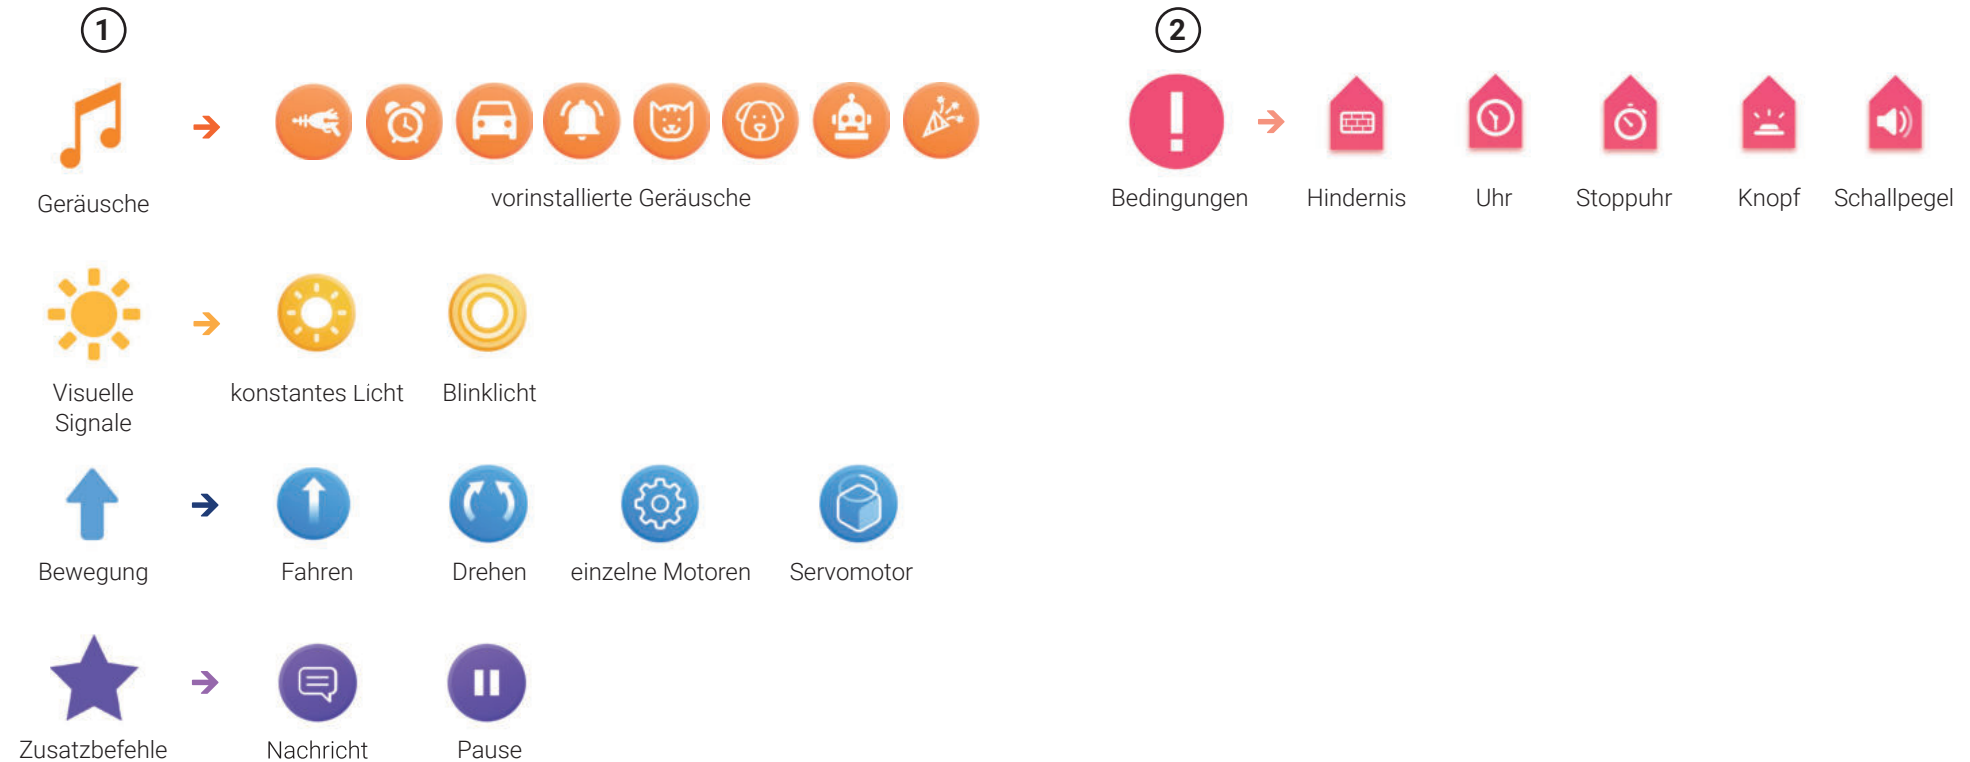 1
Geräusche
vorinstallierte Geräusche
Visuelle
Signale
konstantes Licht
Blinklicht
Bewegung
Fahren
Drehen
einzelne Motoren
Servomotor
Zusatzbefehle
Nachricht
Pause
2
Bedingungen
Hindernis
Uhr
Stoppuhr
Knopf
Schallpegel